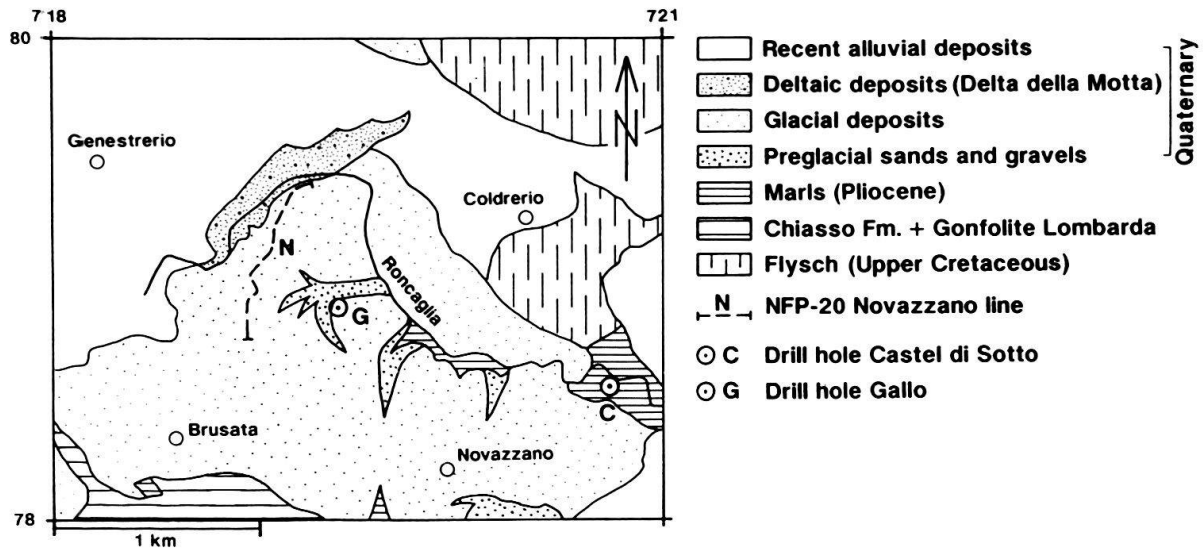 718
721
80
78
Genestrerio
Coldrerio
N
N
Roncaglia
G
C
Brusata
Novazzano
1 km
Recent alluvial deposits
Deltaic deposits (Delta della Motta)
Glacial deposits
Preglacial sands and gravels
Quaternary
Marls (Pliocene)
Chiasso Fm. + Gonfolite Lombarda
Flysch (Upper Cretaceous)
N NFP-20 Novazzano line
C Drill hole Castel di Sotto
G Drill hole Gallo